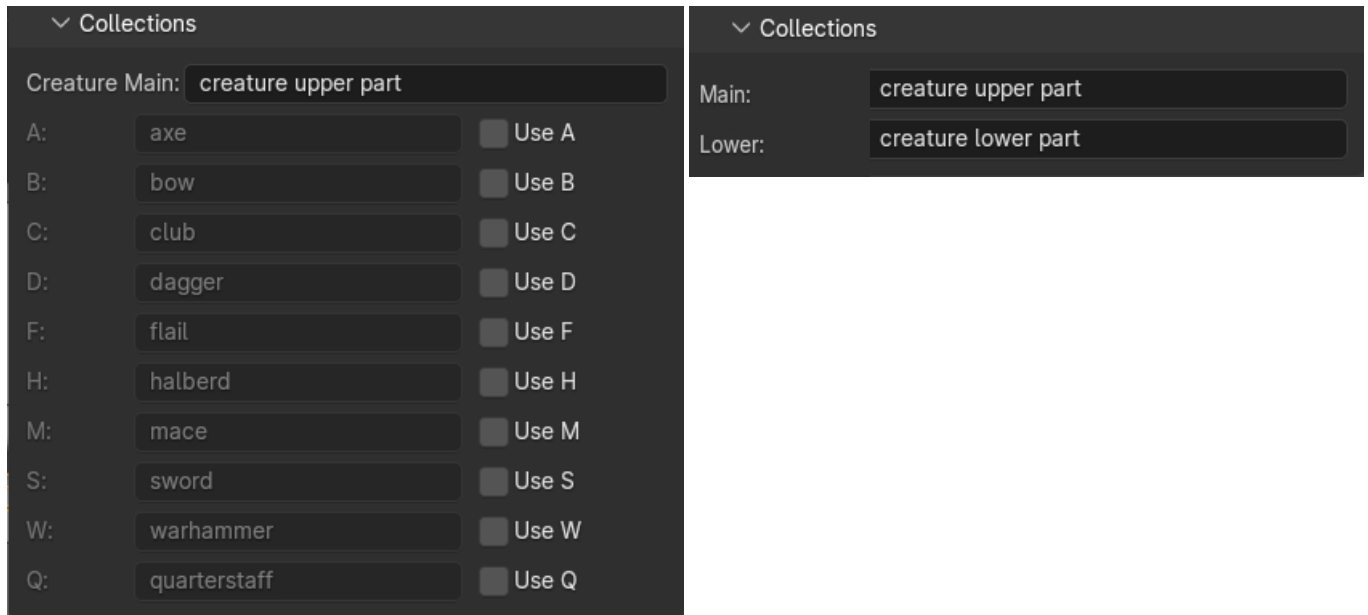 Collections
Creature Main: creature upper part
A: axe Use A
B: bow Use B
C: club Use C
D: dagger Use D
F: flail Use F
H: halberd Use H
M: mace Use M
S: sword Use S
W: warhammer Use W
Q: quarterstaff Use Q
Collections
Main: creature upper part
Lower: creature lower part